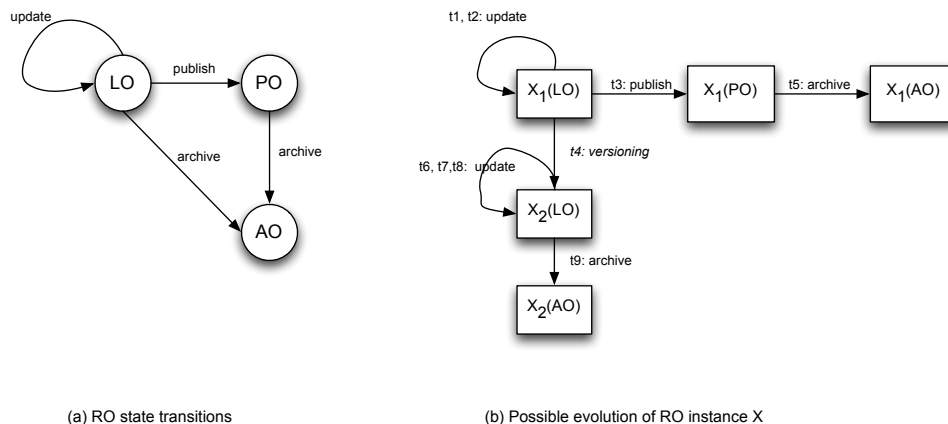 update
LO
publish
PO
archive
archive
AO
(a) RO state transitions
t1, t2: update
X1(LO)
t3: publish
X1(PO)
t5: archive
X1(AO)
t4: versioning
t6, t7,t8: update
X2(LO)
t9: archive
X2(AO)
(b) Possible evolution of RO instance X